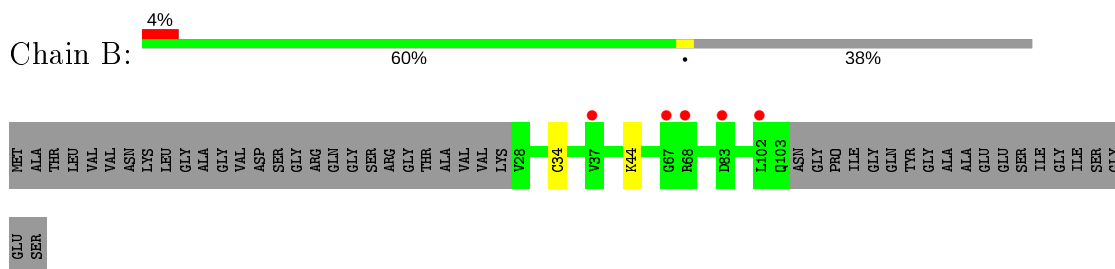 4%
Chain B:
60%
38%
MET ALA THR LEU VAL VAL ASN LYS LEU GLY ALA GLY VAL ASP SER GLY ARG GLN GLY SER ARG GLY THR ALA VAL VAL LYS V28 C34 V37 K44 G67 R68 D83 L102 Q103 ASN GLY PRO ILE GLY GLN TYR GLY ALA ALA GLU GLU SER ILE GLY ILE SER GLY
GLU SER